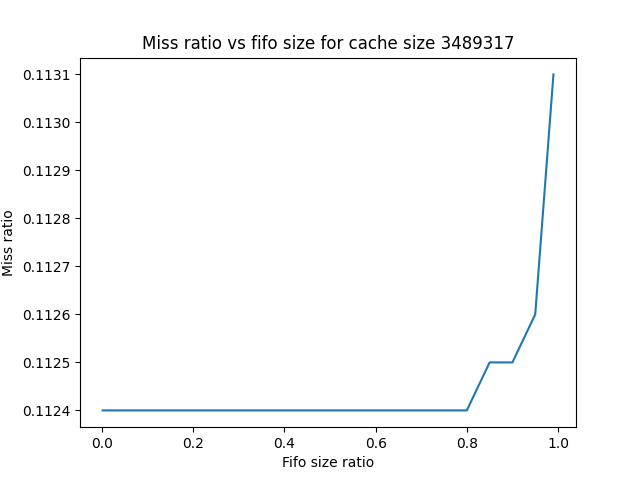 Miss ratio vs fifo size for cache size 3489317
0.1131
0.1130
0.1129
0.1128
0.1127
0.1126
0.1125
0.1124
Miss ratio
0.0 0.2 0.4 0.6 0.8 1.0
Fifo size ratio